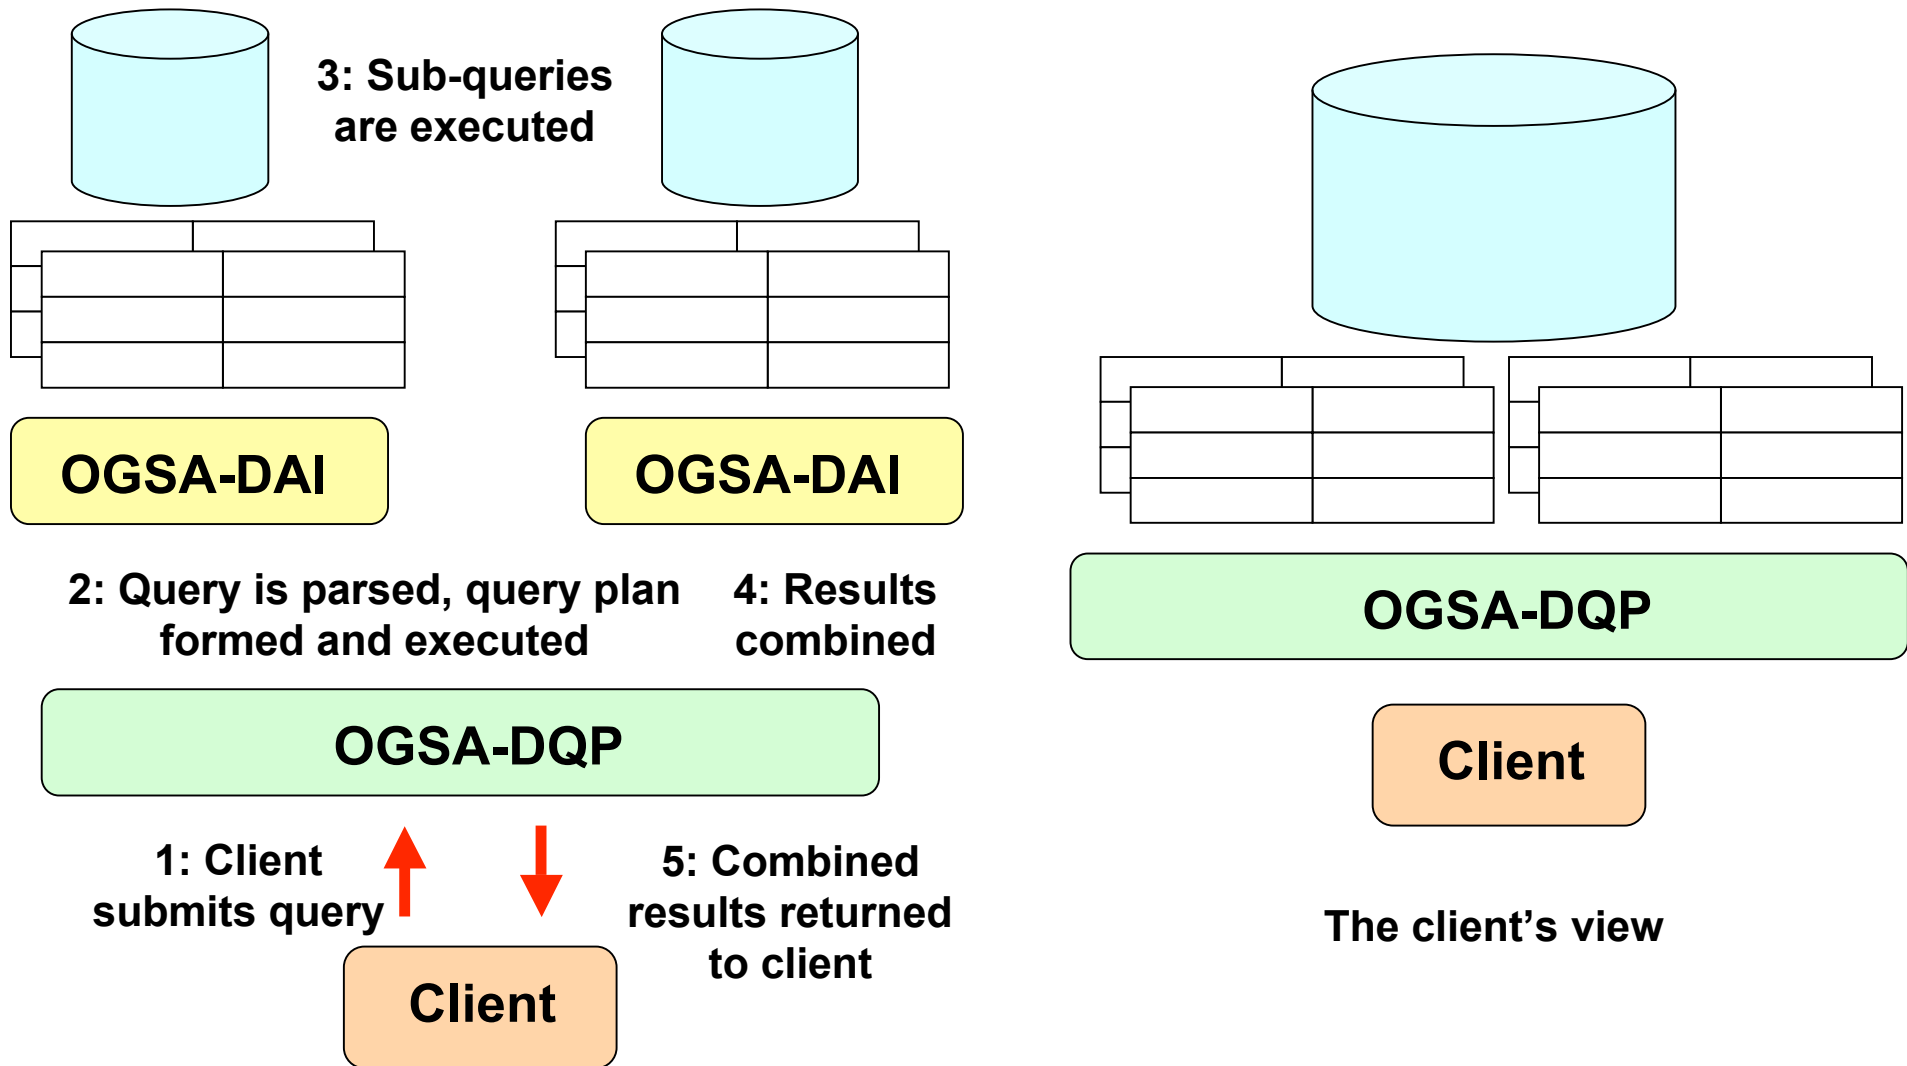 3: Sub-queries
are executed
OGSA-DAI
OGSA-DAI
2: Query is parsed, query plan
formed and executed
4: Results
combined
OGSA-DQP
1: Client
submits query
5: Combined
results returned
to client
Client
OGSA-DQP
Client
The client’s view